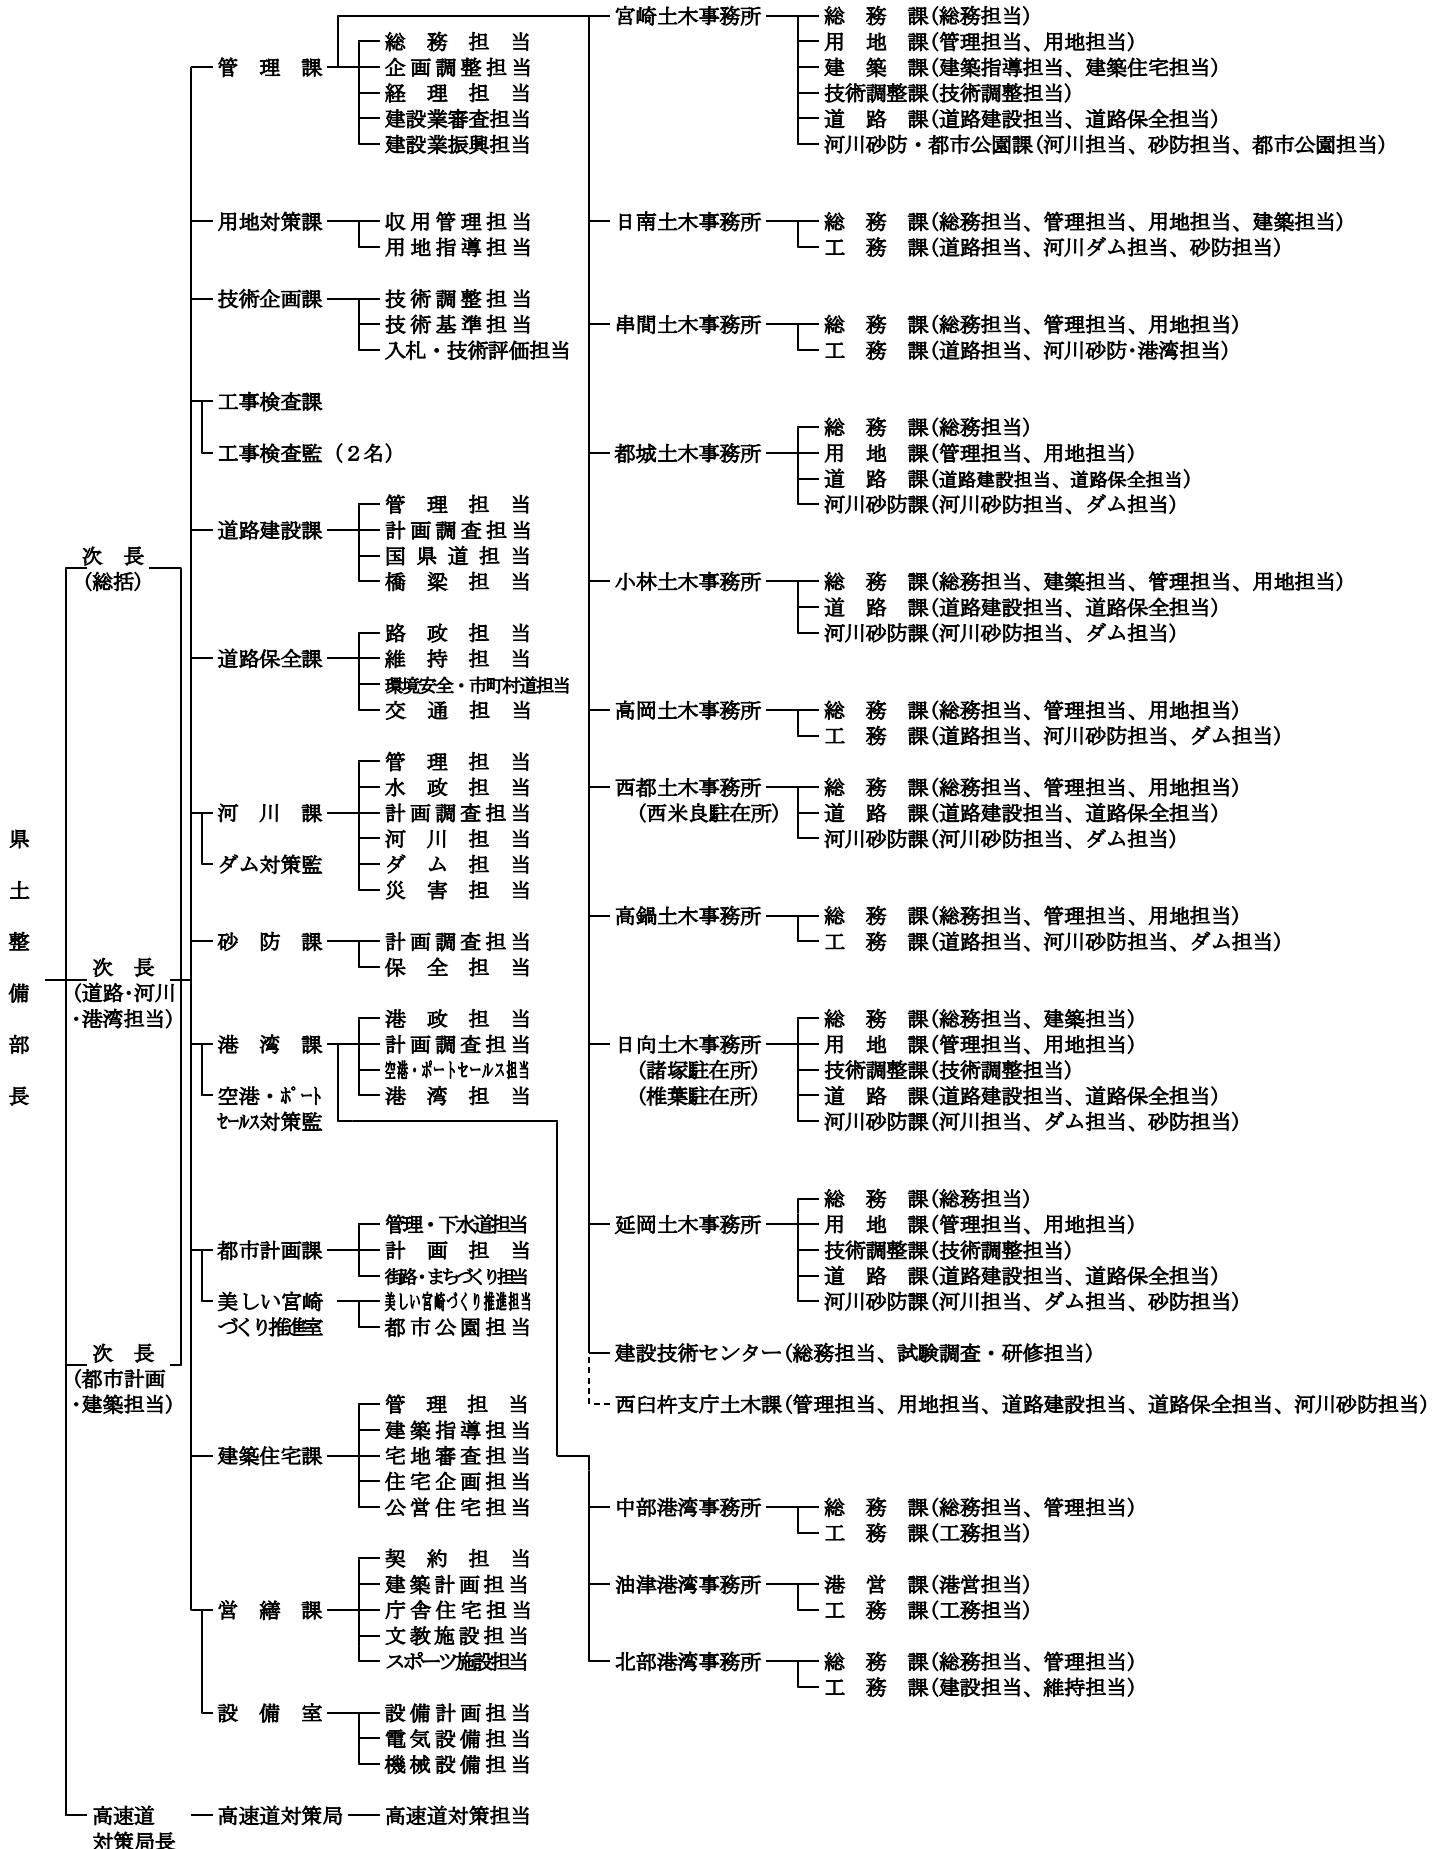 県土整備部長
次　長
(総括)
次　長
(道路・河川
・港湾担当)
次　長
(都市計画
・建築担当)
高速道
対策局長
管　理　課
総　務　担　当
企画調整担当
経　理　担　当
建設業審査担当
建設業振興担当
用地対策課
収用管理担当
用地指導担当
技術企画課
技術調整担当
技術基準担当
入札・技術評価担当
工事検査課
工事検査監（２名）
道路建設課
管　理　担　当
計画調査担当
国県道担当
橋　梁　担　当
道路保全課
路　政　担　当
維　持　担　当
環境安全・市町村道担当
交　通　担　当
河　川　課
ダム対策監
管　理　担　当
水　政　担　当
計画調査担当
河　川　担　当
ダ　ム　担　当
災　害　担　当
砂　防　課
計画調査担当
保　全　担　当
港　湾　課
空港・ポート
セールス対策監
港　政　担　当
計画調査担当
空港・ポートセールス担当
港　湾　担　当
都市計画課
管理・下水道担当
計　画　担　当
街路・まちづくり担当
美しい宮崎
づくり推進室
美しい宮崎づくり推進担当
都市公園担当
建築住宅課
管　理　担　当
建築指導担当
宅地審査担当
住宅企画担当
公営住宅担当
営　繕　課
契　約　担　当
建築計画担当
庁舎住宅担当
文教施設担当
スポーツ施設担当
設　備　室
設備計画担当
電気設備担当
機械設備担当
高速道対策局
高速道対策担当
宮崎土木事務所
総　務　課(総務担当)
用　地　課(管理担当、用地担当)
建　築　課(建築指導担当、建築住宅担当)
技術調整課(技術調整担当)
道　路　課(道路建設担当、道路保全担当)
河川砂防・都市公園課(河川担当、砂防担当、都市公園担当)
日南土木事務所
総　務　課(総務担当、管理担当、用地担当、建築担当)
工　務　課(道路担当、河川ダム担当、砂防担当)
串間土木事務所
総　務　課(総務担当、管理担当、用地担当)
工　務　課(道路担当、河川砂防・港湾担当)
都城土木事務所
総　務　課(総務担当)
用　地　課(管理担当、用地担当)
道　路　課(道路建設担当、道路保全担当)
河川砂防課(河川砂防担当、ダム担当)
小林土木事務所
総　務　課(総務担当、建築担当、管理担当、用地担当)
道　路　課(道路建設担当、道路保全担当)
河川砂防課(河川砂防担当、ダム担当)
高岡土木事務所
総　務　課(総務担当、管理担当、用地担当)
工　務　課(道路担当、河川砂防担当、ダム担当)
西都土木事務所
(西米良駐在所)
総　務　課(総務担当、管理担当、用地担当)
道　路　課(道路建設担当、道路保全担当)
河川砂防課(河川砂防担当、ダム担当)
高鍋土木事務所
総　務　課(総務担当、管理担当、用地担当)
工　務　課(道路担当、河川砂防担当、ダム担当)
日向土木事務所
(諸塚駐在所)
(椎葉駐在所)
総　務　課(総務担当、建築担当)
用　地　課(管理担当、用地担当)
技術調整課(技術調整担当)
道　路　課(道路建設担当、道路保全担当)
河川砂防課(河川担当、ダム担当、砂防担当)
延岡土木事務所
総　務　課(総務担当)
用　地　課(管理担当、用地担当)
技術調整課(技術調整担当)
道　路　課(道路建設担当、道路保全担当)
河川砂防課(河川担当、ダム担当、砂防担当)
建設技術センター(総務担当、試験調査・研修担当)
西臼杵支庁土木課(管理担当、用地担当、道路建設担当、道路保全担当、河川砂防担当)
中部港湾事務所
総　務　課(総務担当、管理担当)
工　務　課(工務担当)
油津港湾事務所
港　営　課(港営担当)
工　務　課(工務担当)
北部港湾事務所
総　務　課(総務担当、管理担当)
工　務　課(建設担当、維持担当)